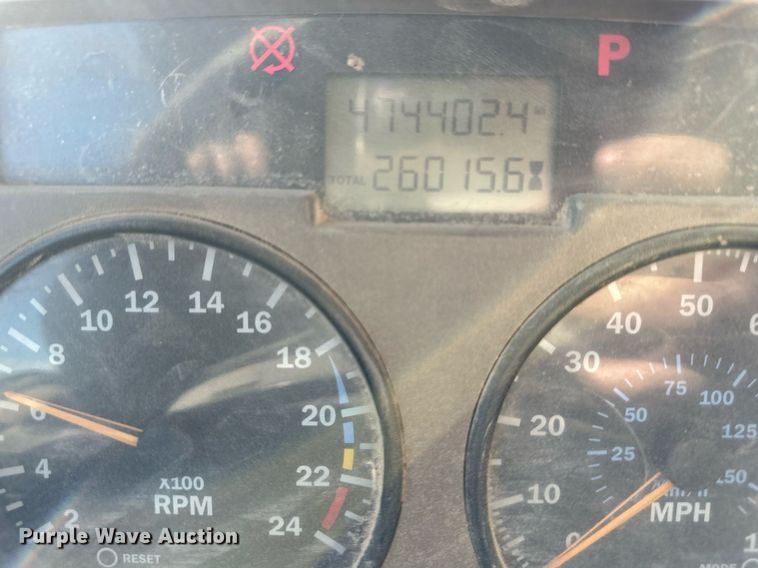 P
474402.4
TOTAL 26015.6
2 4 6 8 10 12 14 16 18 20 22 24
X100
RPM
RESET
0 10 20 30 40 50
25 50 75 100 125
MPH
Purple Wave Auction®